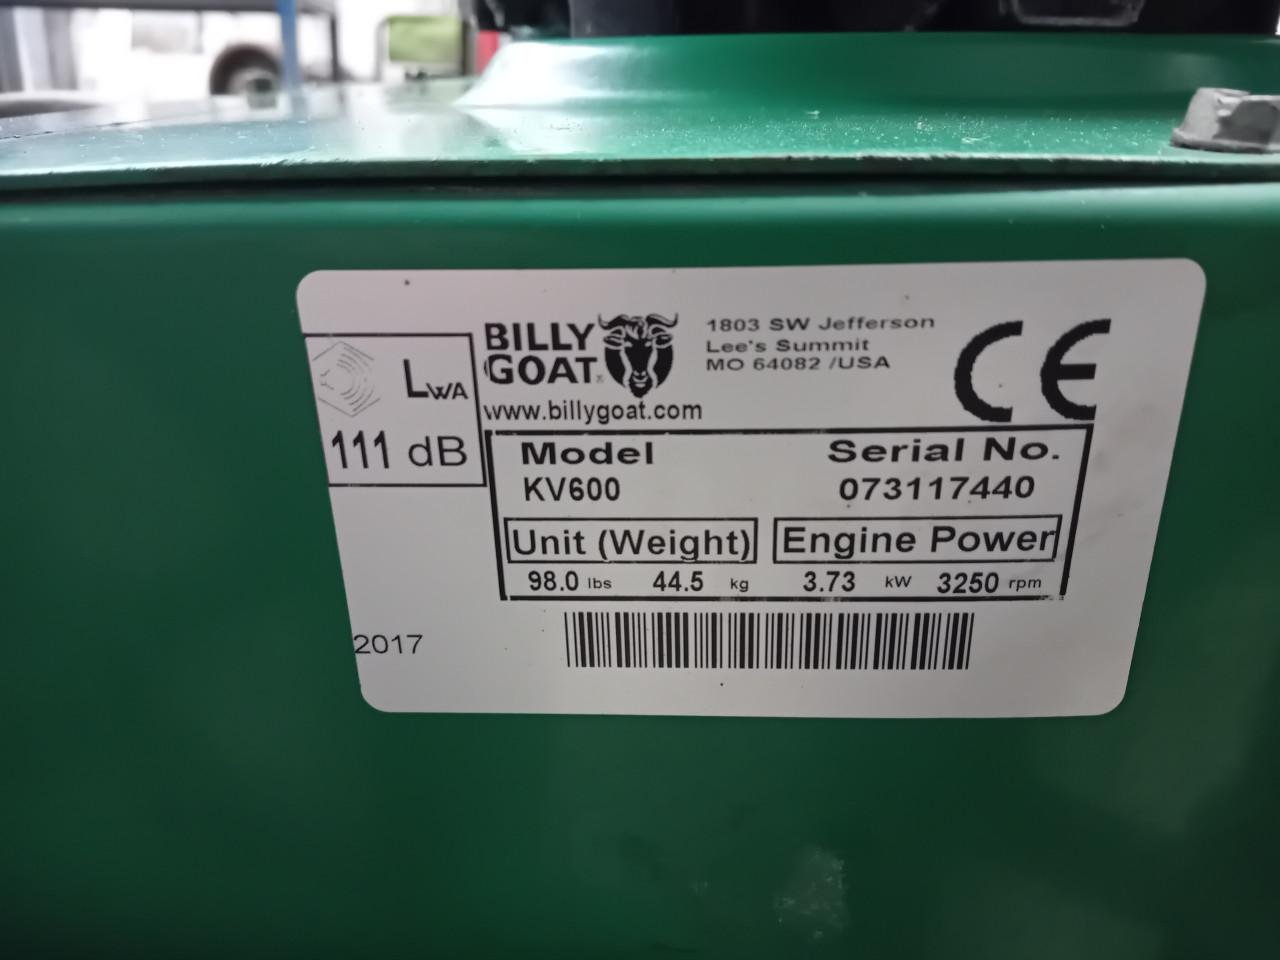 LWA
111 dB
BILLY
GOAT
www.billygoat.com
1803 SW Jefferson
Lee's Summit
MO 64082 /USA
CE
Model Serial No.
KV600 073117440
Unit (Weight) Engine Power
98.0 lbs 44.5 kg 3.73 kW 3250 rpm
2017